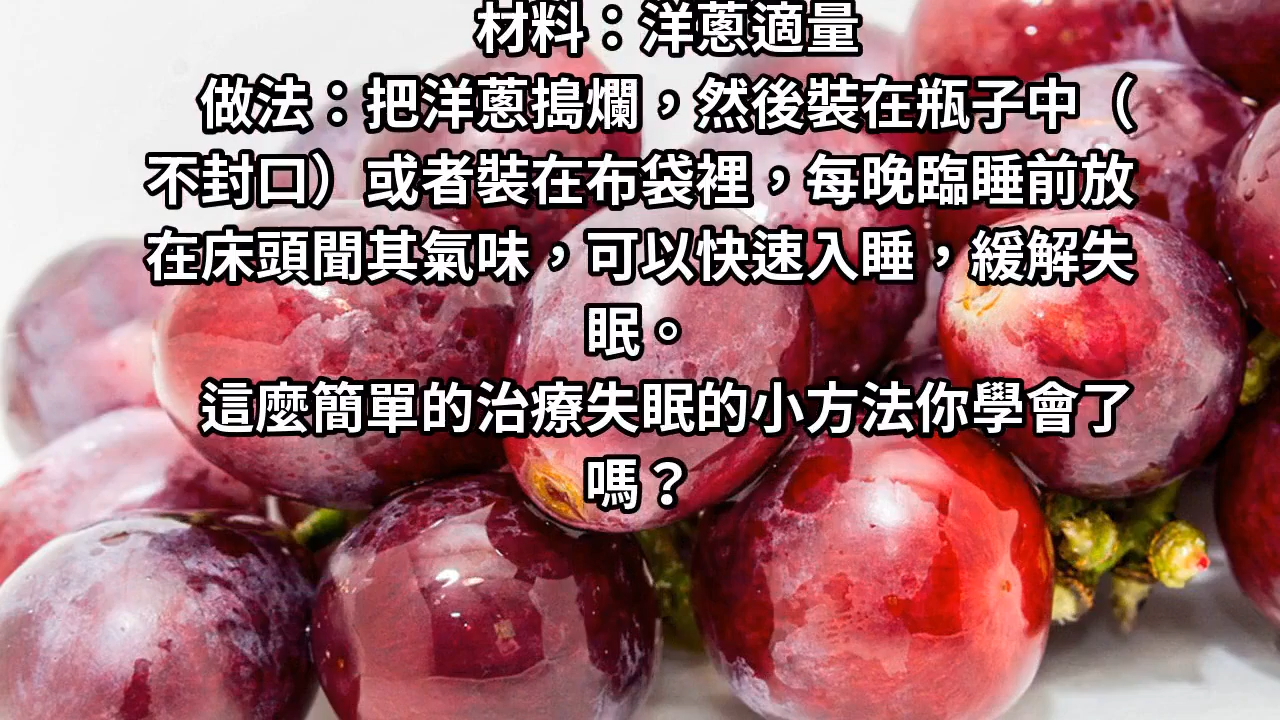 材料：洋蔥適量
做法：把洋蔥搗爛，然後裝在瓶子中（
不封口）或者裝在布袋裡，每晚臨睡前放
在床頭聞其氣味，可以快速入睡，緩解失
眠。
這麼簡單的治療失眠的小方法你學會了
嗎？